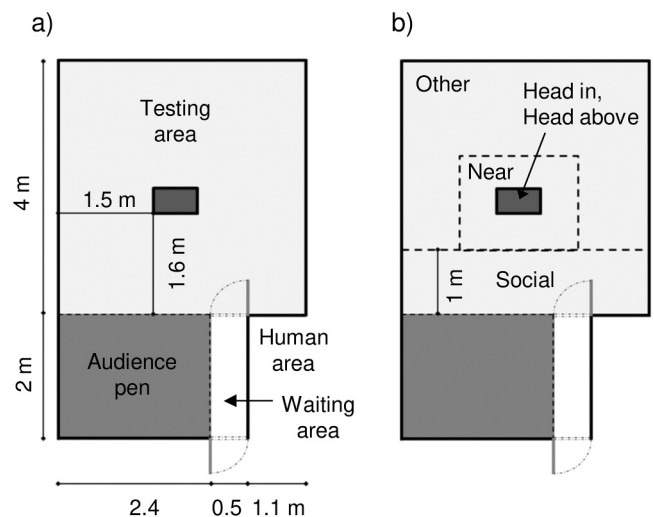 a)
Testing
area
4 m
1.5 m
1.6 m
Audience
pen
2 m
Human
area
Waiting
area
2.4
0.5
1.1 m
b)
Other
Head in,
Head above
Near
1 m
Social